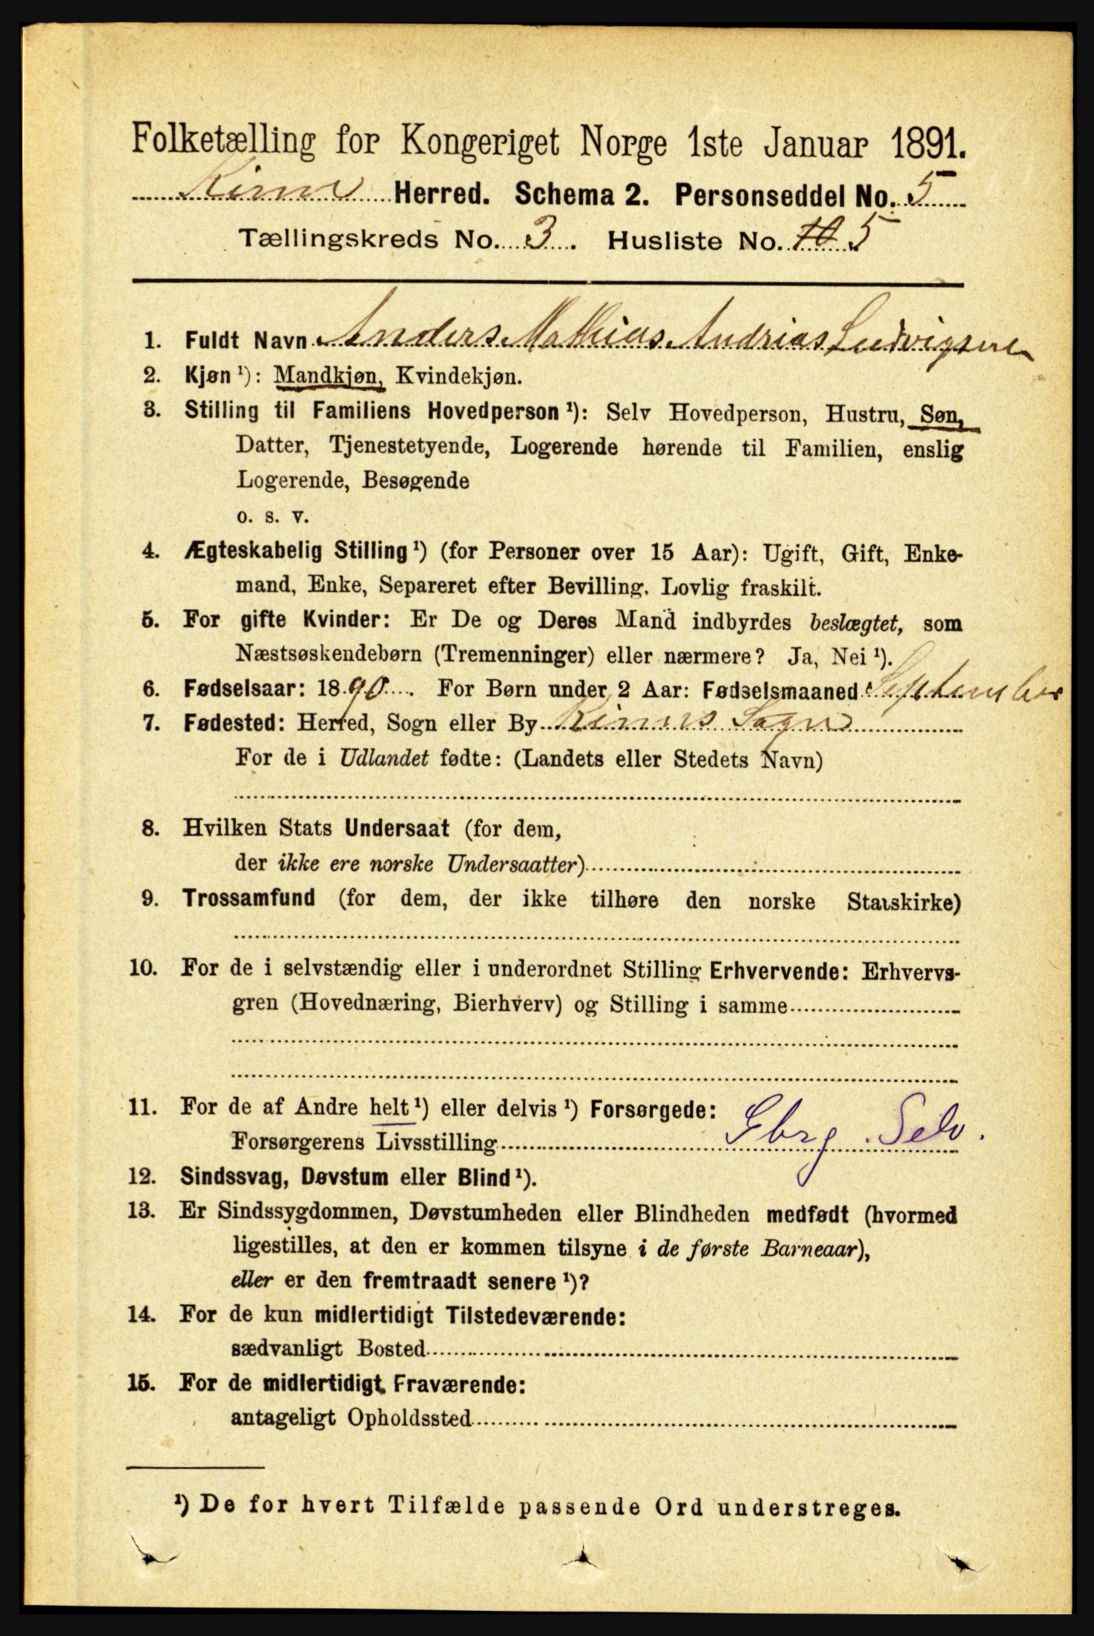 Folketælling for Kongeriget Norge 1ste Januar 1891.
Kinn Herred. Schema 2. Personseddel No. 5
Tællingskreds No. 3. Husliste No. 10 5
1. Fuldt Navn Anders Mathias Andrias Ludvigsen
2. Kjøn ¹): Mandkjøn, Kvindekjøn.
3. Stilling til Familiens Hovedperson ¹): Selv Hovedperson, Hustru, Søn,
Datter, Tjenestetyende, Logerende hørende til Familien, enslig
Logerende, Besøgende
o. s. v.
4. Ægteskabelig Stilling ¹) (for Personer over 15 Aar): Ugift, Gift, Enke-
mand, Enke, Separeret efter Bevilling. Lovlig fraskilt.
5. For gifte Kvinder: Er De og Deres Mand indbyrdes beslægtet, som
Næstsøskendebørn (Tremenninger) eller nærmere? Ja, Nei ¹).
6. Fødselsaar: 1890. For Børn under 2 Aar: Fødselsmaaned September
7. Fødested: Herred, Sogn eller By Kinns Sogn
For de i Udlandet fødte: (Landets eller Stedets Navn)
8. Hvilken Stats Undersaat (for dem,
der ikke ere norske Undersaatter)
9. Trossamfund (for dem, der ikke tilhøre den norske Statskirke)
10. For de i selvstændig eller i underordnet Stilling Erhvervende: Erhvervs-
gren (Hovednæring, Bierhverv) og Stilling i samme
11. For de af Andre helt ¹) eller delvis ¹) Forsørgede:
Forsørgerens Livsstilling Gbrg. Selv.
12. Sindssvag, Døvstum eller Blind ¹).
13. Er Sindssygdommen, Døvstumheden eller Blindheden medfødt (hvormed
ligestilles, at den er kommen tilsyne i de første Barneaar),
eller er den fremtraadt senere ¹)?
14. For de kun midlertidigt Tilstedeværende:
sædvanligt Bosted
15. For de midlertidigt Fraværende:
antageligt Opholdssted
¹) De for hvert Tilfælde passende Ord understreges.